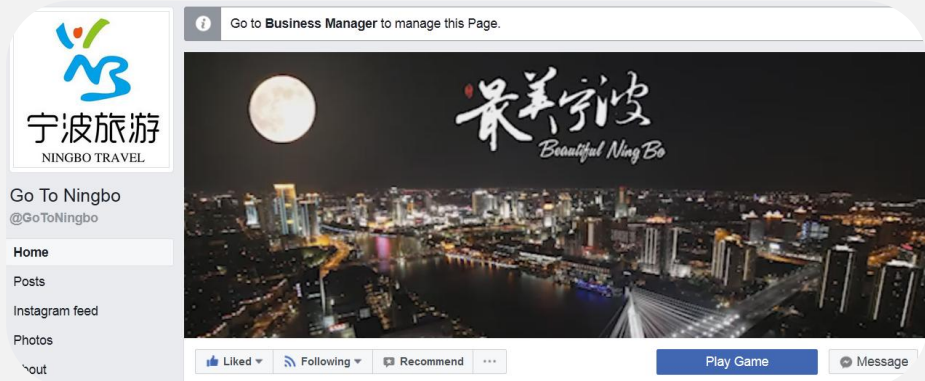 Go to Business Manager to manage this Page.
宁波旅游
NINGBO TRAVEL
最美宁波
Beautiful Ning Bo
Go To Ningbo
@GoToNingbo
Home
Posts
Instagram feed
Photos
Liked
Following
Recommend
Play Game
Message